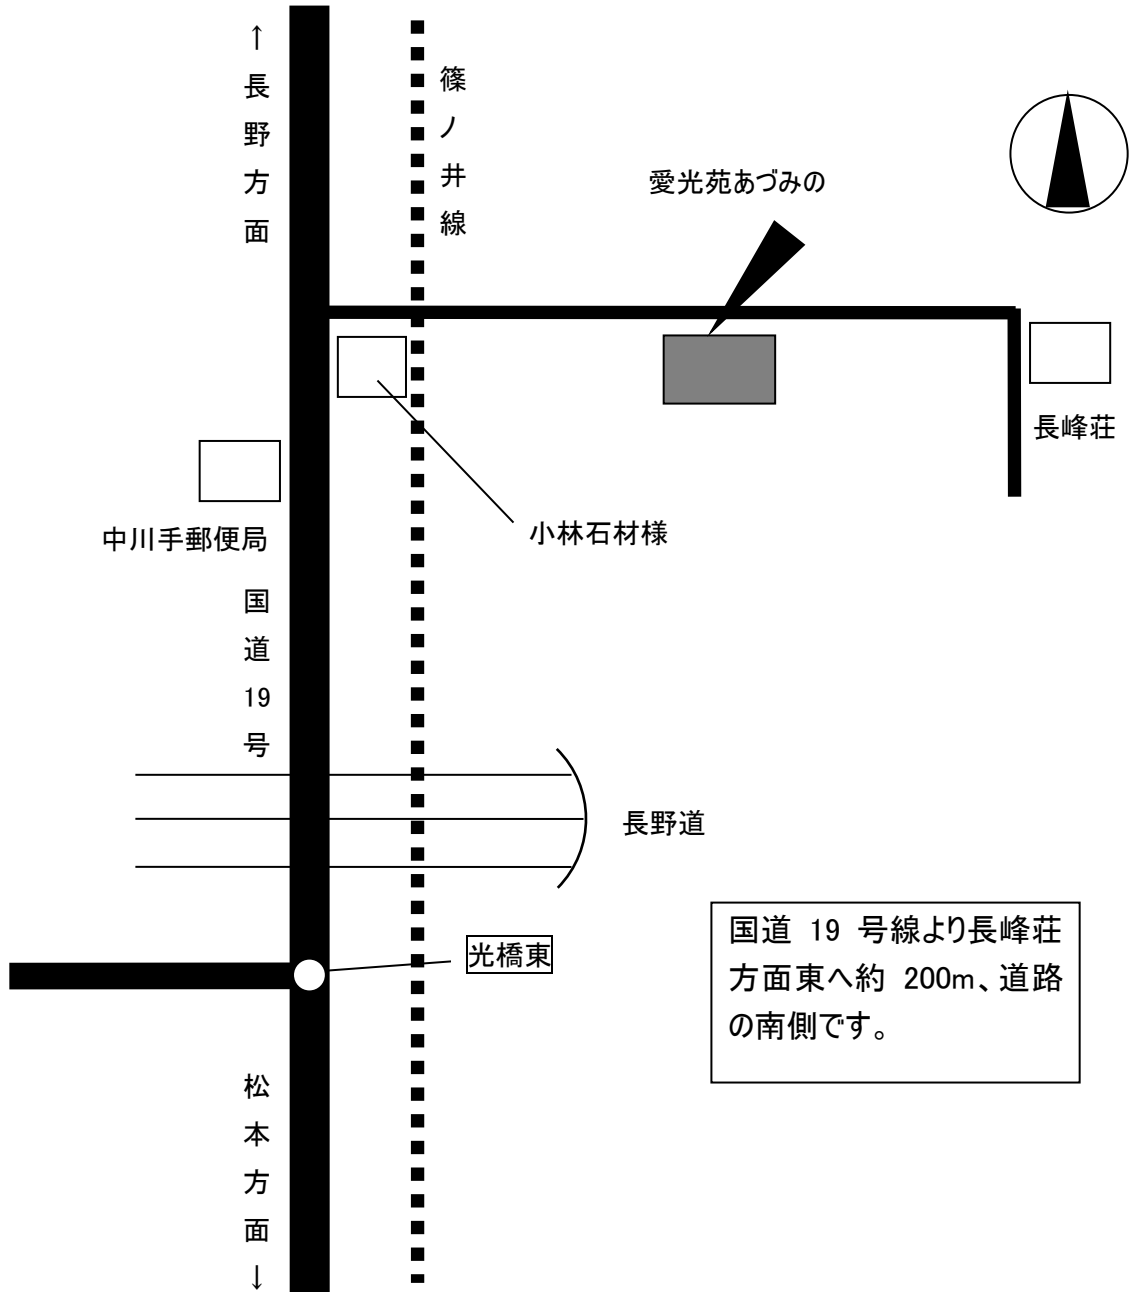 ↑長野方面
篠ノ井線
愛光苑あづみの
長峰荘
小林石材様
中川手郵便局
国道19号
長野道
光橋東
国道 19 号線より長峰荘
方面東へ約 200m、道路
の南側です。
松本方面↓